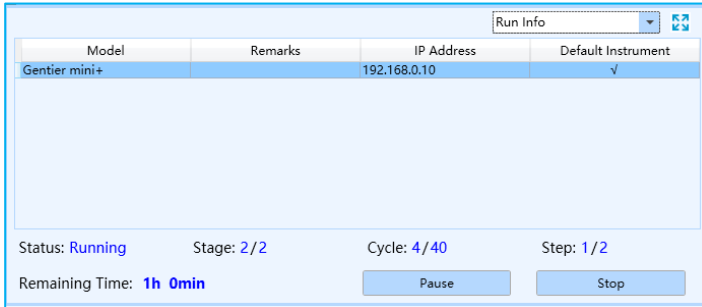 Run Info
Model Remarks IP Address Default Instrument
Gentier mini+ 192.168.0.10 √
Status: Running Stage: 2/2 Cycle: 4/40 Step: 1/2
Remaining Time: 1h 0min Pause Stop